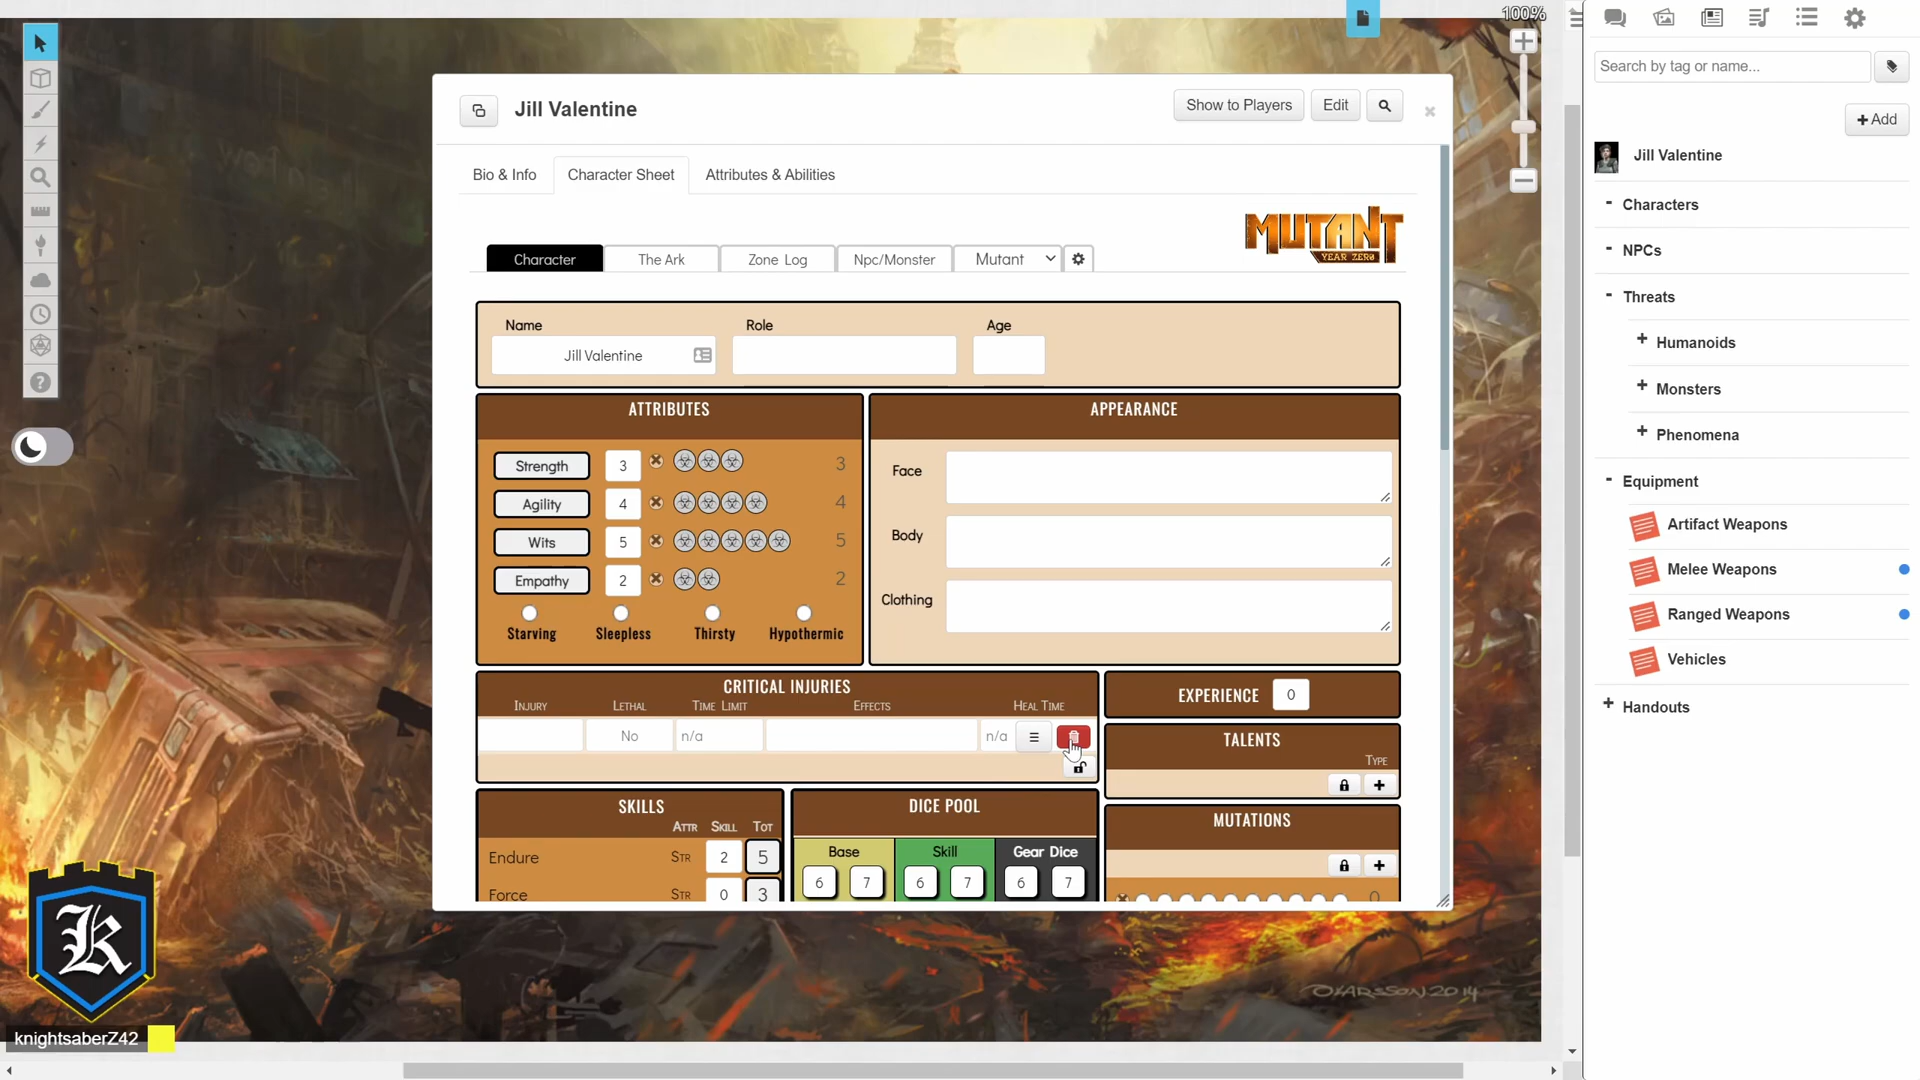 100%
Search by tag or name...
Add
Jill Valentine
Show to Players
Edit
Bio & Info
Character Sheet
Attributes & Abilities
MUTANT
YEAR ZERO
Character
The Ark
Zone Log
Npc/Monster
Mutant
Name
Role
Age
Jill Valentine
ATTRIBUTES
Strength 3 3
Agility 4 4
Wits 5 5
Empathy 2 2
Starving Sleepless Thirsty Hypothermic
APPEARANCE
Face
Body
Clothing
CRITICAL INJURIES
INJURY LETHAL TIME LIMIT EFFECTS HEAL TIME
No n/a n/a
EXPERIENCE 0
TALENTS
TYPE
MUTATIONS
0
SKILLS
ATTR SKILL TOT
Endure STR 2 5
Force STR 0 3
DICE POOL
Base Skill Gear Dice
6 7 6 7 6 7
Jill Valentine
Characters
NPCs
Threats
Humanoids
Monsters
Phenomena
Equipment
Artifact Weapons
Melee Weapons
Ranged Weapons
Vehicles
Handouts
K
knightsaberZ42
OKARSSON 2014